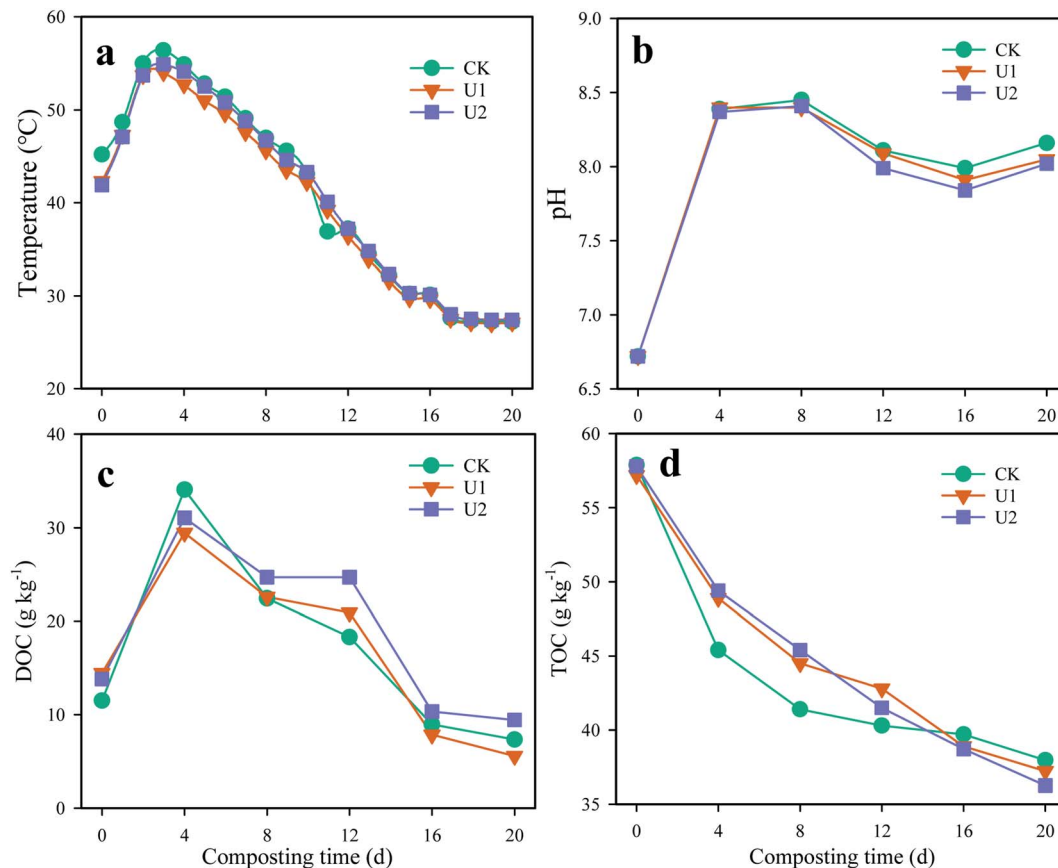 a
CK
U1
U2
Temperature (℃)
60
50
40
30
20
0 4 8 12 16 20
b
CK
U1
U2
pH
9.0
8.5
8.0
7.5
7.0
6.5
0 4 8 12 16 20
c
CK
U1
U2
DOC (g kg⁻¹)
40
30
20
10
0
0 4 8 12 16 20
Composting time (d)
d
CK
U1
U2
TOC (g kg⁻¹)
60
55
50
45
40
35
0 4 8 12 16 20
Composting time (d)